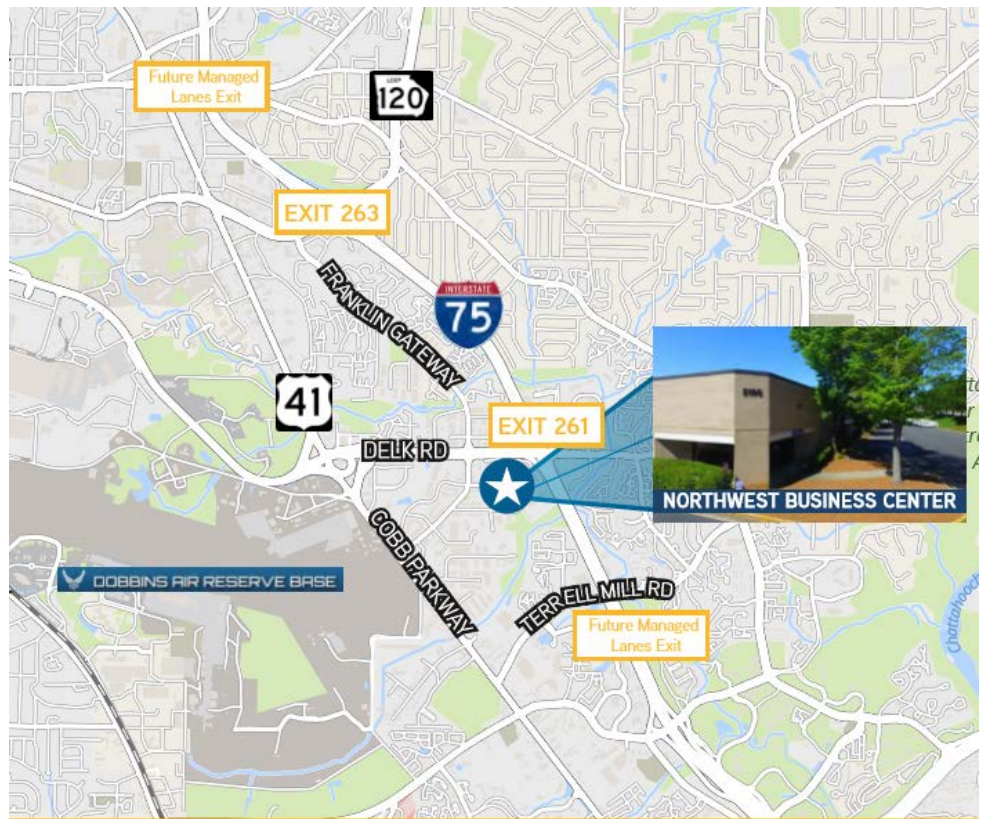 Future Managed
Lanes Exit
LOOP
120
EXIT 263
FRANKLIN GATEWAY
INTERSTATE
75
41
EXIT 261
DELK RD
NORTHWEST BUSINESS CENTER
COBB PARKWAY
DOBBINS AIR RESERVE BASE
TERRELL MILL RD
Future Managed
Lanes Exit